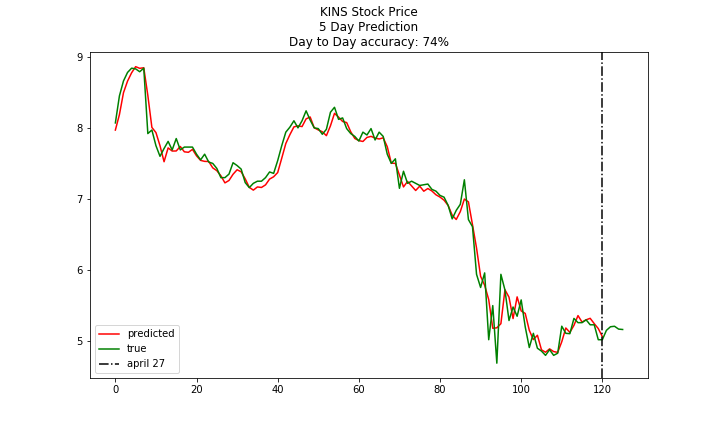 KINS Stock Price
5 Day Prediction
Day to Day accuracy: 74%
9
8
7
6
5
predicted
true
april 27
0 20 40 60 80 100 120